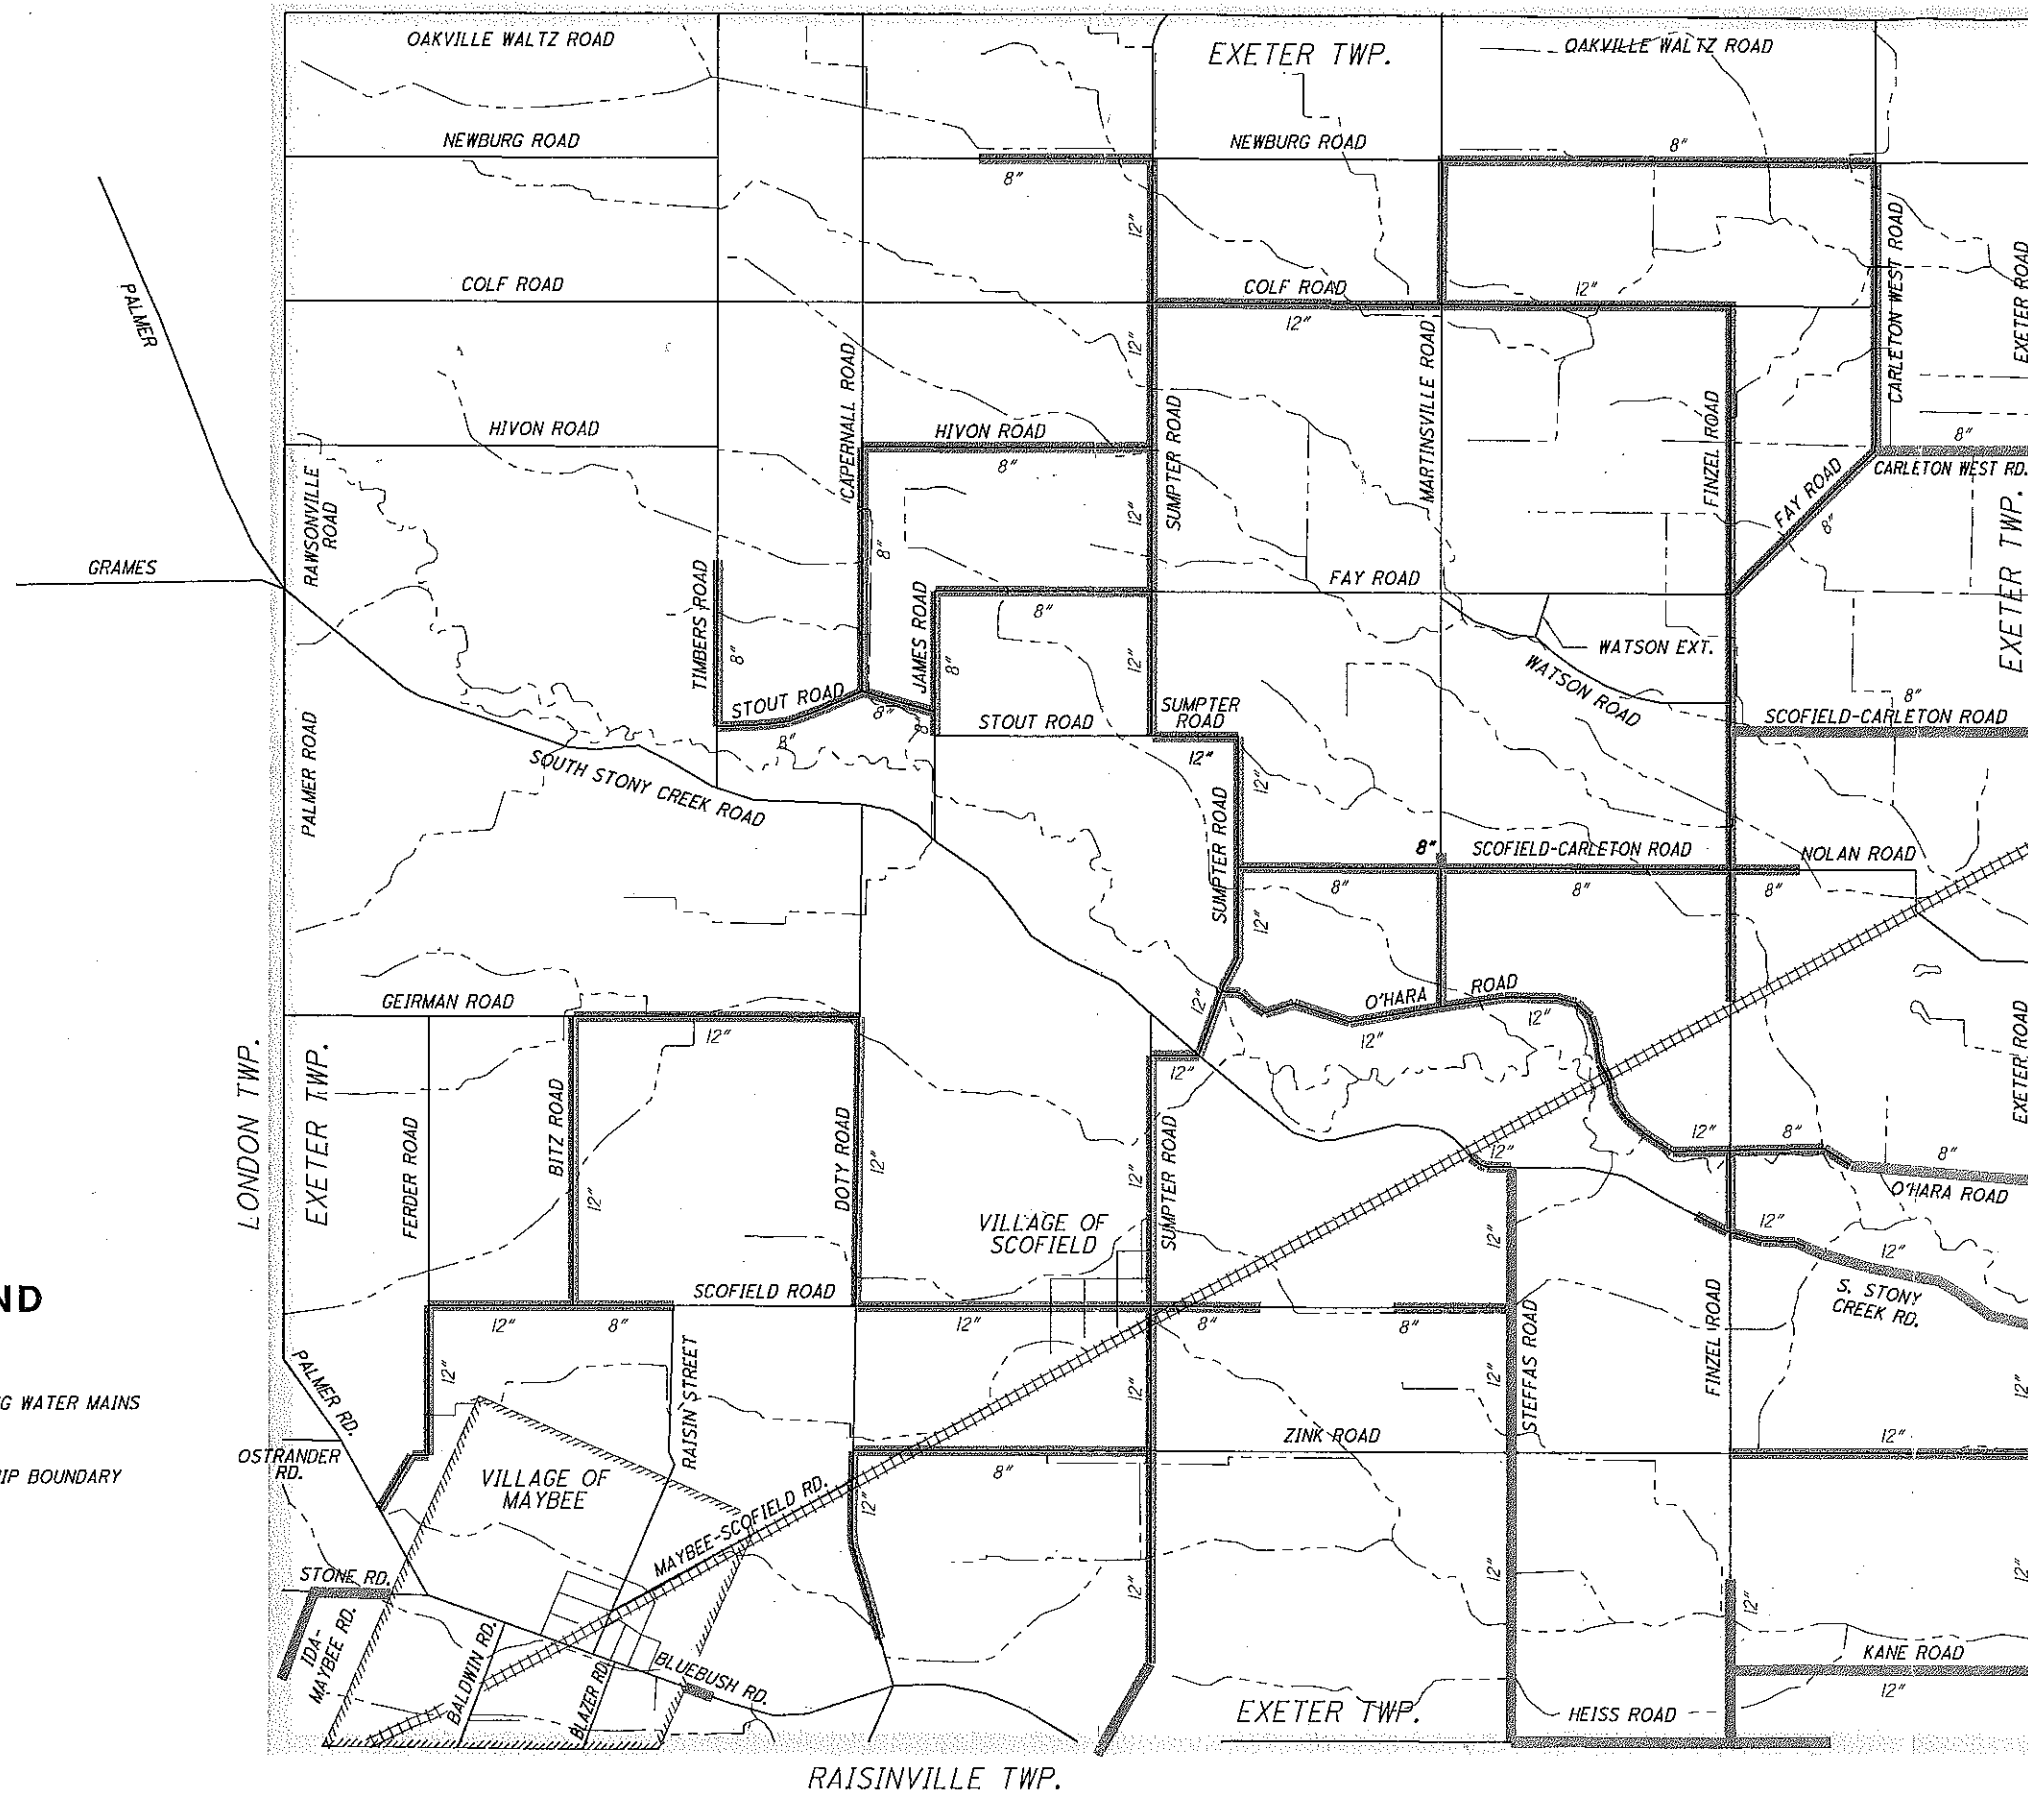 OAKVILLE WALTZ ROAD
EXETER TWP.
OAKVILLE WALTZ ROAD
NEWBURG ROAD
NEWBURG ROAD
8"
8"
12"
CARLETON WEST ROAD
EXETER ROAD
PALMER
COLF ROAD
COLF ROAD
12"
12"
12"
CAPERNALL ROAD
MARTINSVILLE ROAD
FINZEL ROAD
SUMPTER ROAD
HIVON ROAD
HIVON ROAD
8"
8"
CARLETON WEST RD.
FAY ROAD
8"
RAWSONVILLE
ROAD
12"
8"
EXETER TWP.
GRAMES
TIMBERS ROAD
8"
JAMES ROAD
8"
8"
12"
FAY ROAD
WATSON EXT.
WATSON ROAD
STOUT ROAD
8"
8"
8"
STOUT ROAD
SUMPTER
ROAD
12"
8"
SCOFIELD-CARLETON ROAD
PALMER ROAD
SOUTH STONY CREEK ROAD
12"
SUMPTER ROAD
8"
SCOFIELD-CARLETON ROAD
NOLAN ROAD
8"
8"
8"
12"
GEIRMAN ROAD
12"
O'HARA
ROAD
12"
12"
12"
12"
LONDON TWP.
EXETER TWP.
FERDER ROAD
BITZ ROAD
12"
DOTY ROAD
12"
12"
SUMPTER ROAD
12"
12"
8"
8"
O'HARA ROAD
EXETER ROAD
VILLAGE OF
SCOFIELD
12"
12"
12"
S. STONY
CREEK RD.
SCOFIELD ROAD
12"
8"
12"
8"
8"
ND
PALMER RD.
12"
RAISIN STREET
12"
12"
STEFFAS ROAD
FINZEL ROAD
12"
G WATER MAINS
OSTRANDER
RD.
IP BOUNDARY
VILLAGE OF
MAYBEE
MAYBEE-SCOFIELD RD.
8"
12"
ZINK ROAD
12"
STONE RD.
IDA-
MAYBEE RD.
BALDWIN RD.
BLAZER RD.
BLUEBUSH RD.
12"
12"
12"
12"
KANE ROAD
12"
EXETER TWP.
HEISS ROAD
RAISINVILLE TWP.